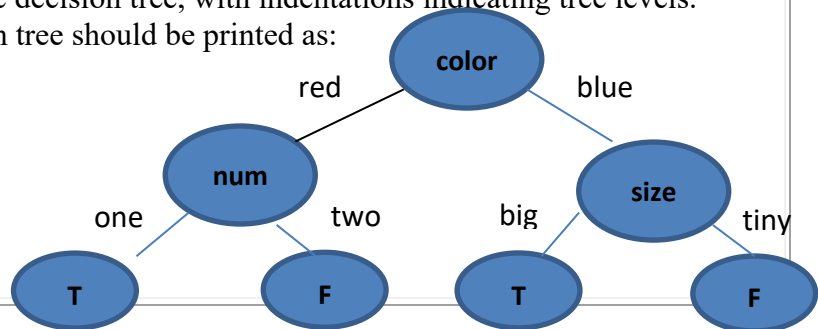 decision tree, with indentations indicating tree levels.
tree should be printed as:
color
red
blue
num
size
one
two
big
tiny
T
F
T
F